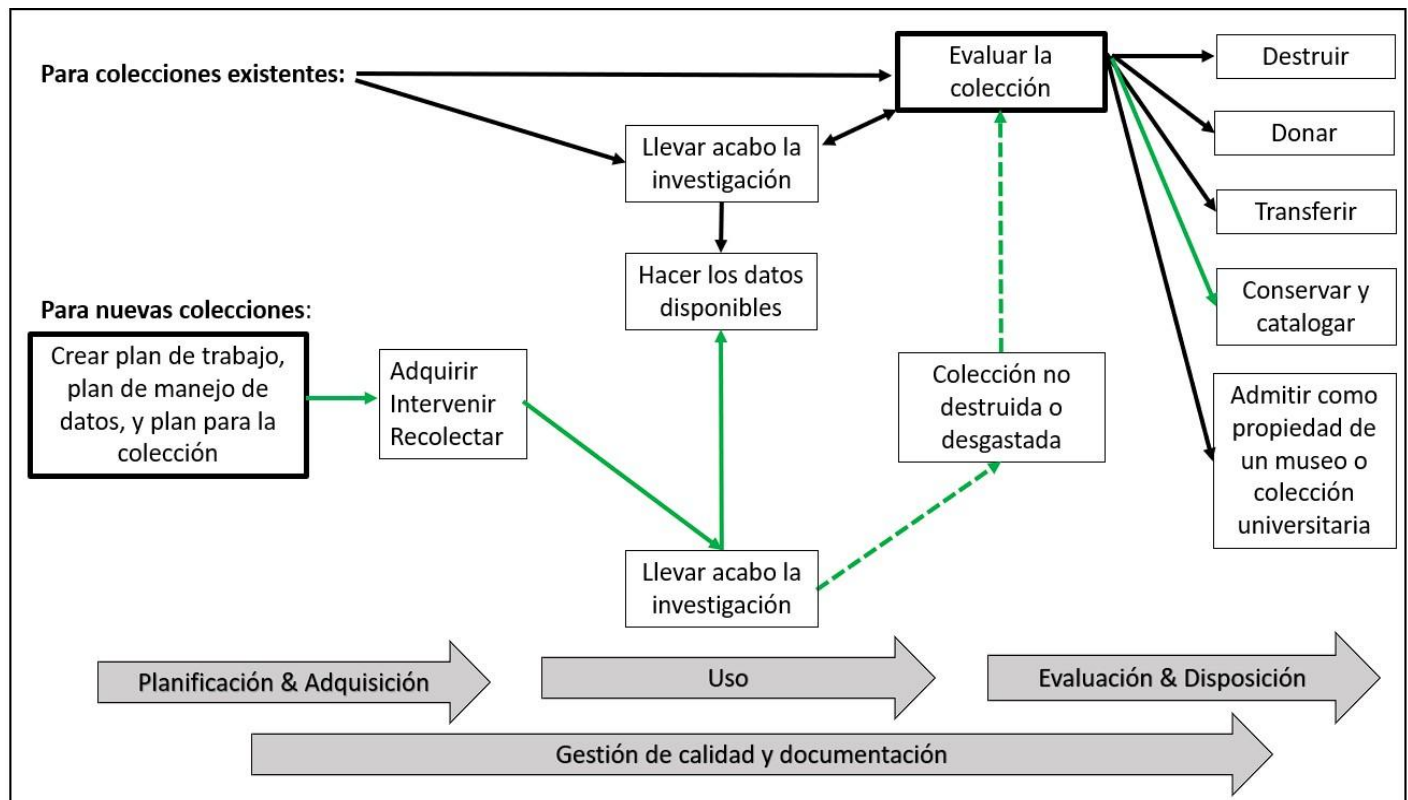 Para colecciones existentes:
Evaluar la
colección
Destruir
Donar
Transferir
Conservar y
catalogar
Admitir como
propiedad de
un museo o
colección
universitaria
Llevar acabo la
investigación
Hacer los datos
disponibles
Para nuevas colecciones:
Crear plan de trabajo,
plan de manejo de
datos, y plan para la
colección
Adquirir
Intervenir
Recolectar
Colección no
destruida o
desgastada
Llevar acabo la
investigación
Planificación & Adquisición
Uso
Evaluación & Disposición
Gestión de calidad y documentación